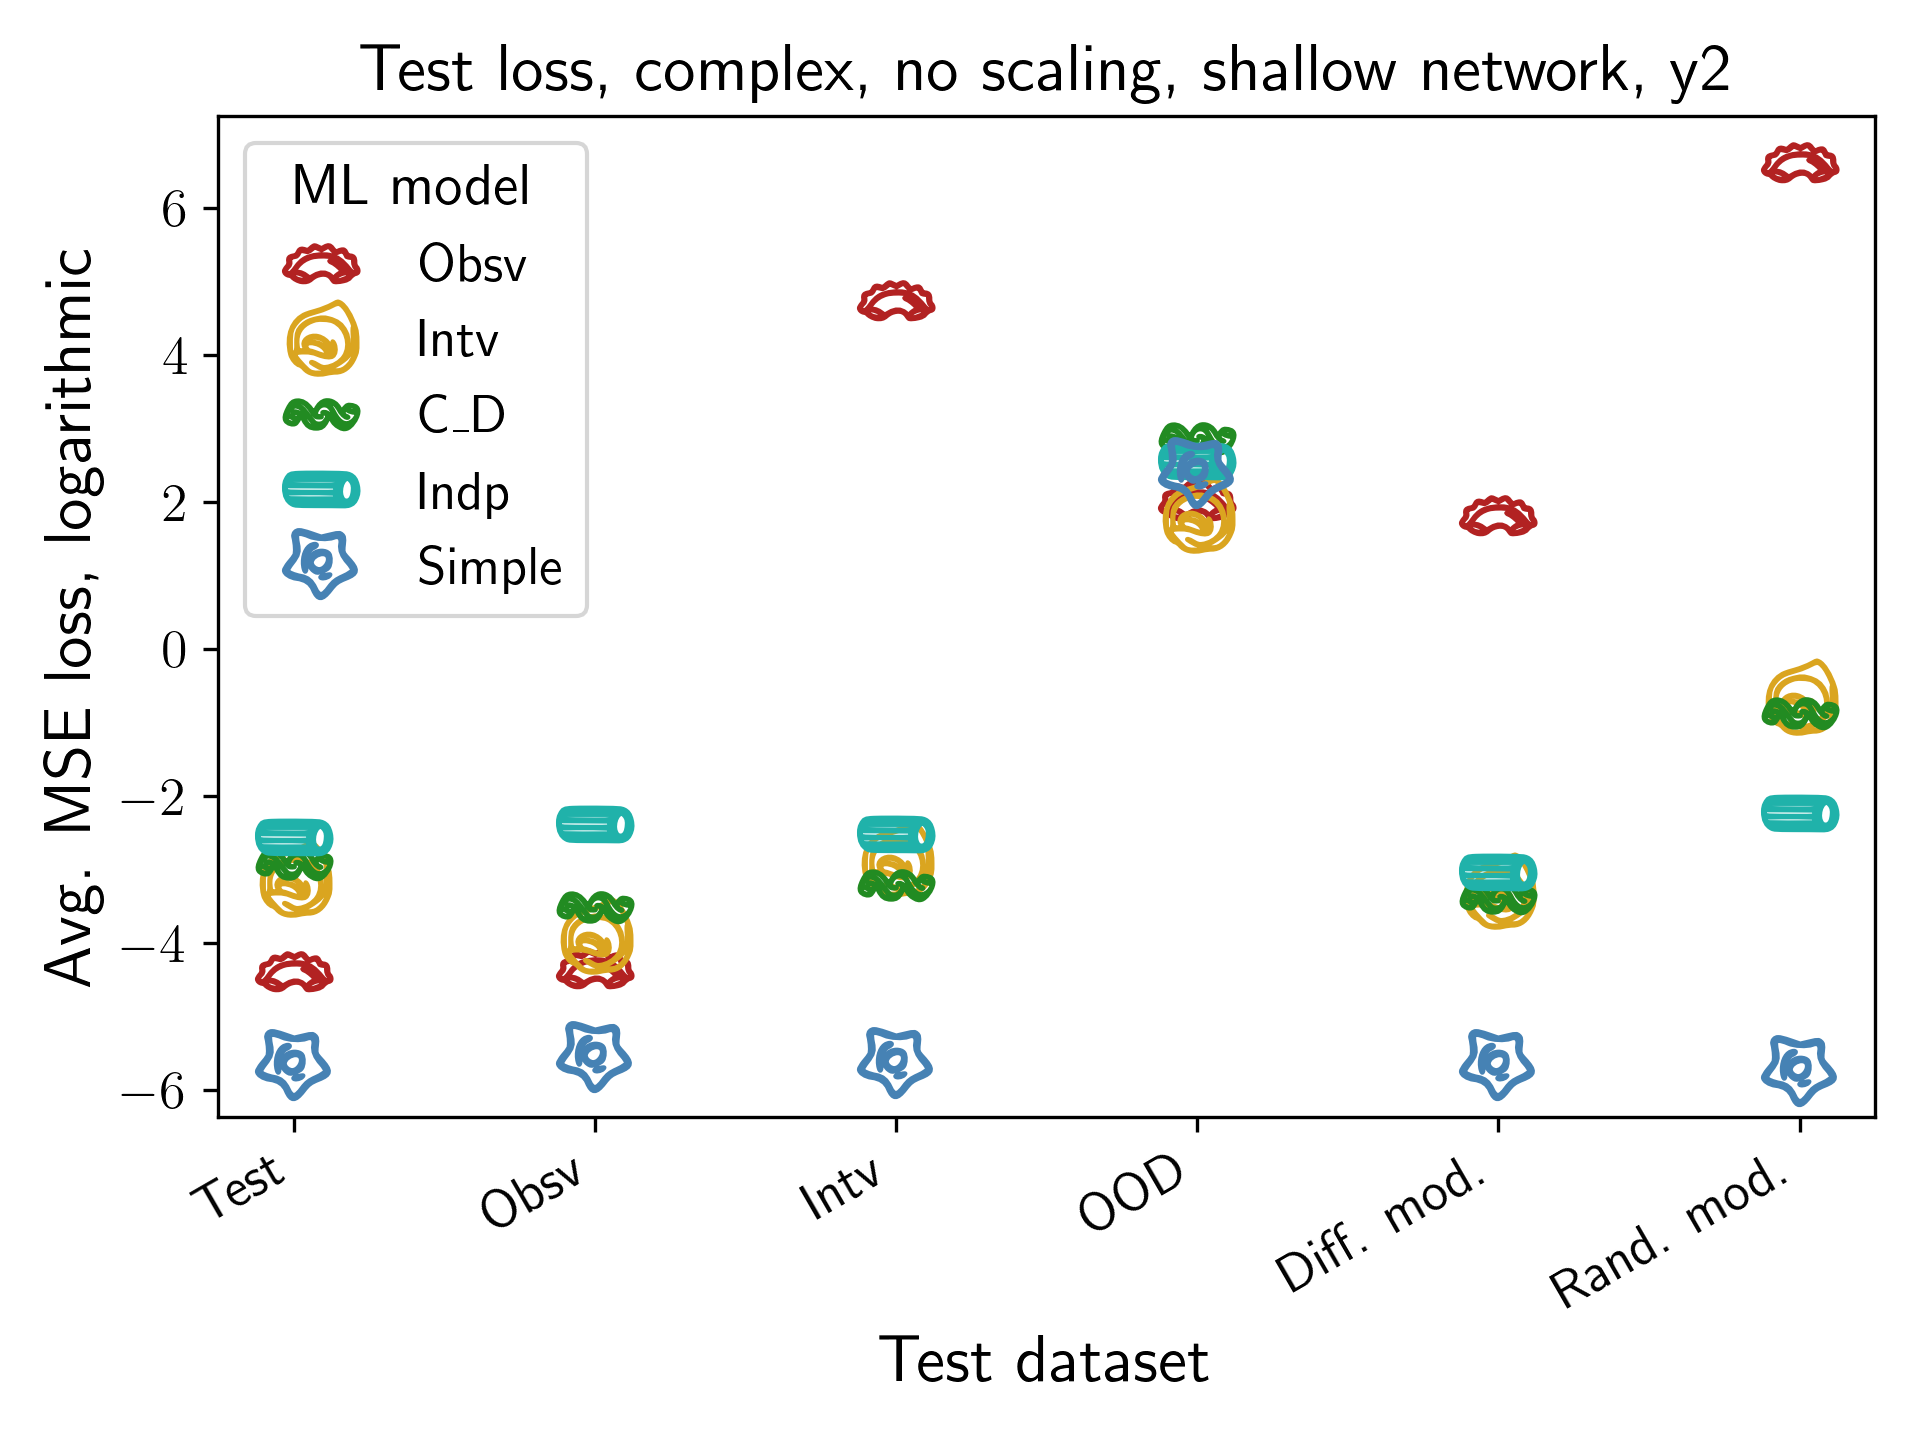 Test loss, complex, no scaling, shallow network, y2
Avg. MSE loss, logarithmic
6
4
2
0
−2
−4
−6
ML model
Obsv
Intv
C_D
Indp
Simple
Test
Obsv
Intv
OOD
Diff. mod.
Rand. mod.
Test dataset